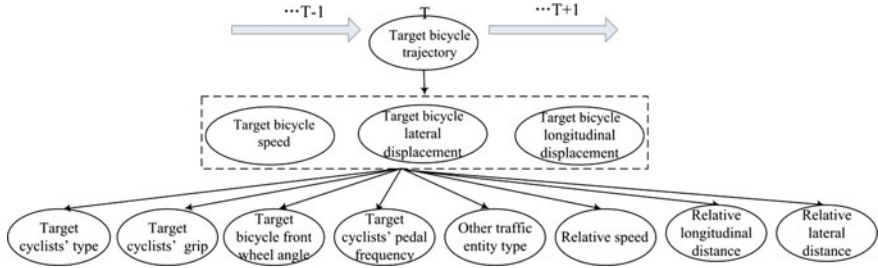 …T-1
T
…T+1
Target bicycle
trajectory
Target bicycle
speed
Target bicycle
lateral
displacement
Target bicycle
longitudinal
displacement
Target
cyclists’ type
Target
cyclists’ grip
Target
bicycle front
wheel angle
Target
cyclists’ pedal
frequency
Other traffic
entity type
Relative speed
Relative
longitudinal
distance
Relative
lateral
distance